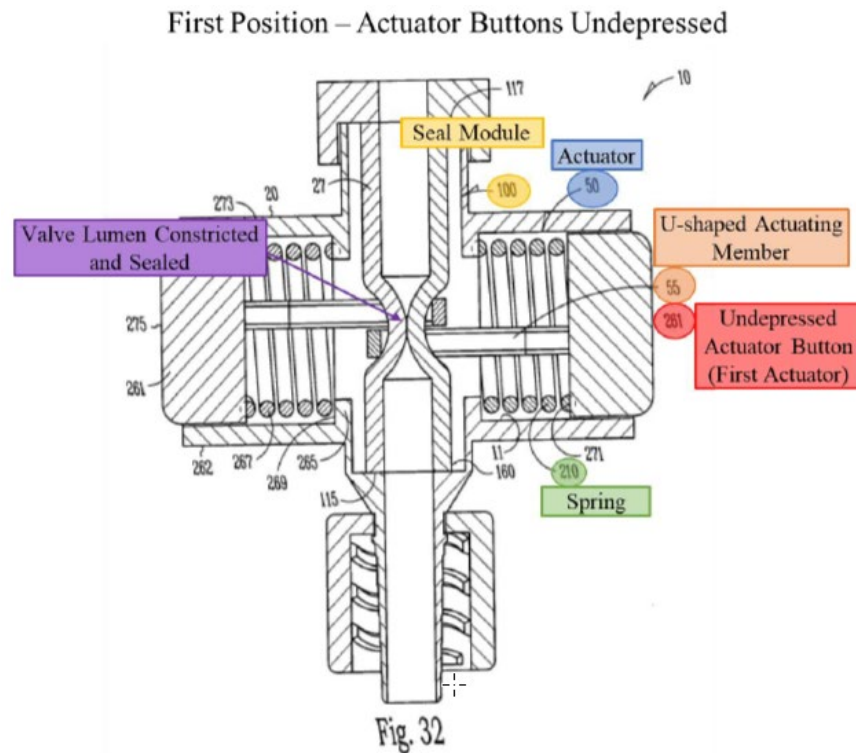 First Position – Actuator Buttons Undepressed
10
117
Seal Module
Actuator
27
20
273
100
50
Valve Lumen Constricted
and Sealed
U-shaped Actuating
Member
275
55
261
Undepressed
Actuator Button
(First Actuator)
261
262
267
269
265
115
160
11
210
271
Spring
Fig. 32